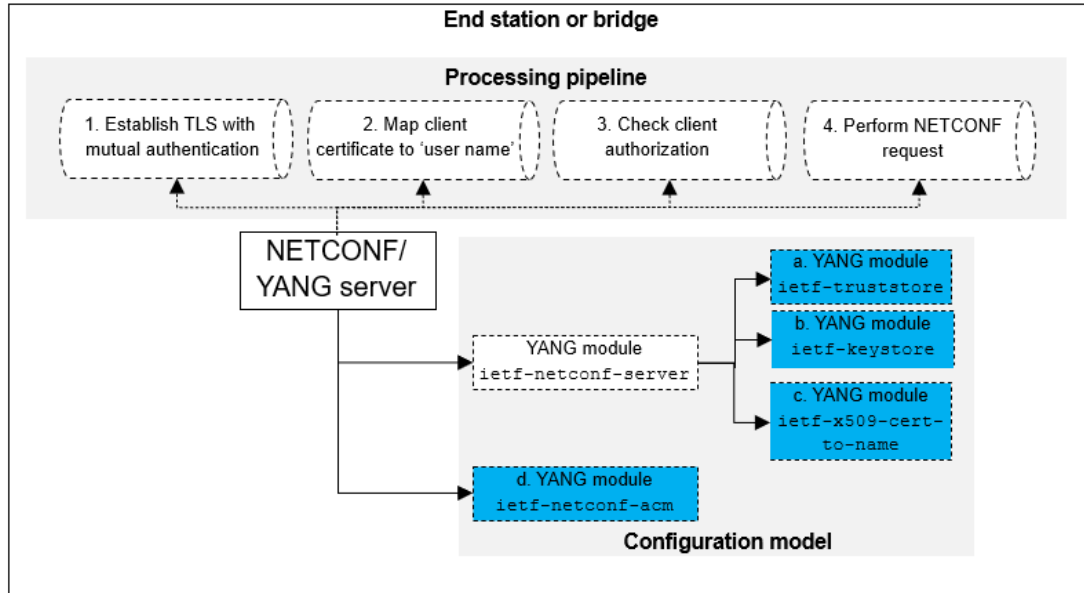 End station or bridge
Processing pipeline
1. Establish TLS with
mutual authentication
2. Map client
certificate to ‘user name’
3. Check client
authorization
4. Perform NETCONF
request
NETCONF/
YANG server
a. YANG module
ietf-truststore
b. YANG module
ietf-keystore
YANG module
ietf-netconf-server
c. YANG module
ietf-x509-cert-
to-name
d. YANG module
ietf-netconf-acm
Configuration model